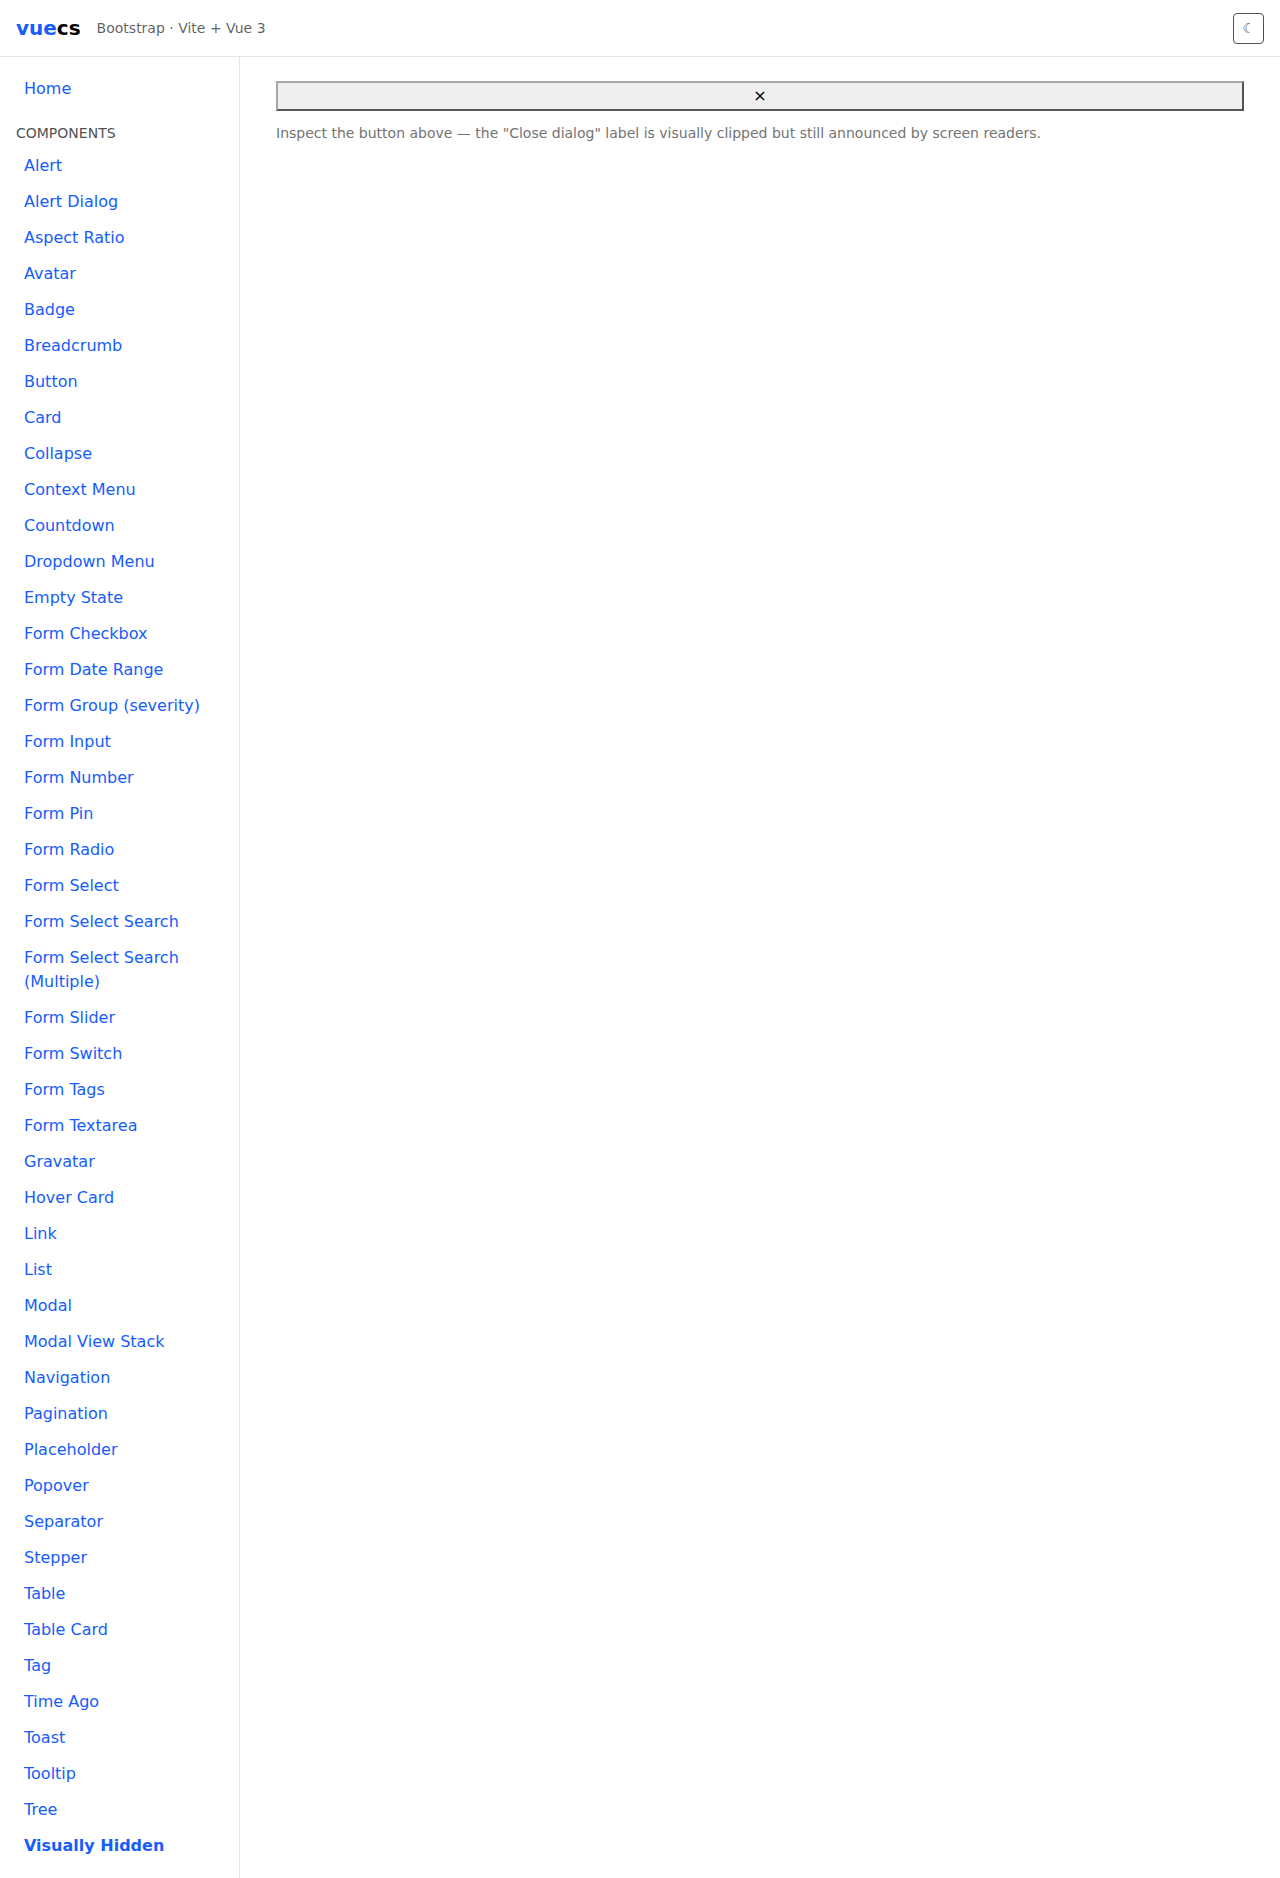 vuecs Bootstrap · Vite + Vue 3 ☾
Home
COMPONENTS
Alert
Alert Dialog
Aspect Ratio
Avatar
Badge
Breadcrumb
Button
Card
Collapse
Context Menu
Countdown
Dropdown Menu
Empty State
Form Checkbox
Form Date Range
Form Group (severity)
Form Input
Form Number
Form Pin
Form Radio
Form Select
Form Select Search
Form Select Search
(Multiple)
Form Slider
Form Switch
Form Tags
Form Textarea
Gravatar
Hover Card
Link
List
Modal
Modal View Stack
Navigation
Pagination
Placeholder
Popover
Separator
Stepper
Table
Table Card
Tag
Time Ago
Toast
Tooltip
Tree
Visually Hidden
✕
Inspect the button above — the "Close dialog" label is visually clipped but still announced by screen readers.